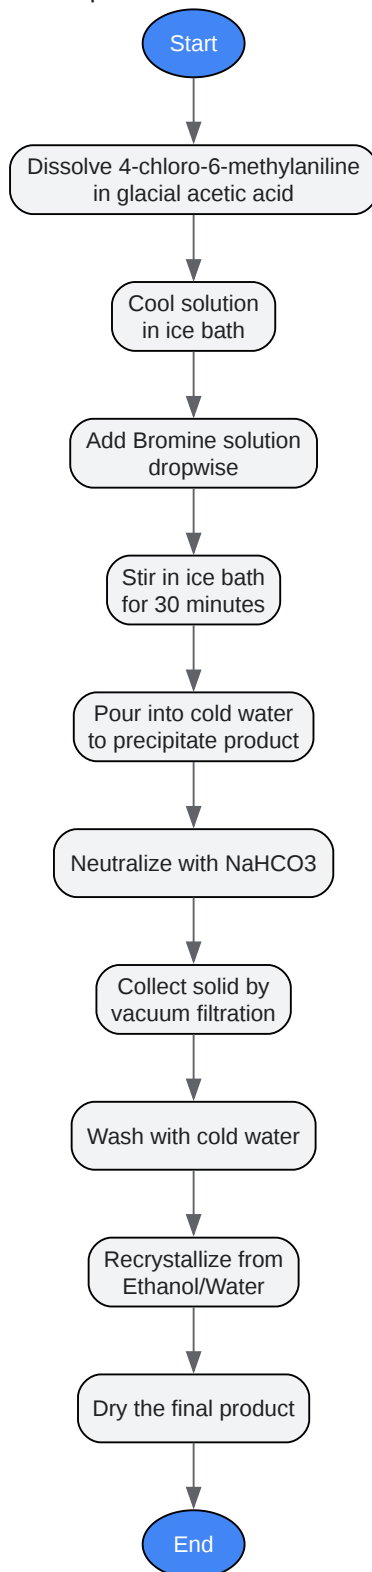 Start
Dissolve 4-chloro-6-methylaniline
in glacial acetic acid
Cool solution
in ice bath
Add Bromine solution
dropwise
Stir in ice bath
for 30 minutes
Pour into cold water
to precipitate product
Neutralize with NaHCO3
Collect solid by
vacuum filtration
Wash with cold water
Recrystallize from
Ethanol/Water
Dry the final product
End